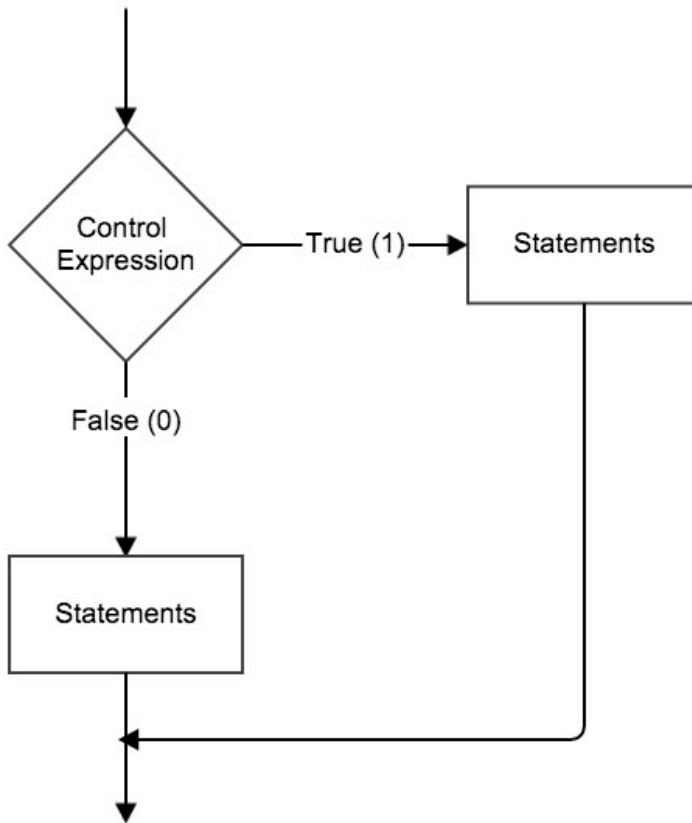 Control
Expression
True (1)
Statements
False (0)
Statements